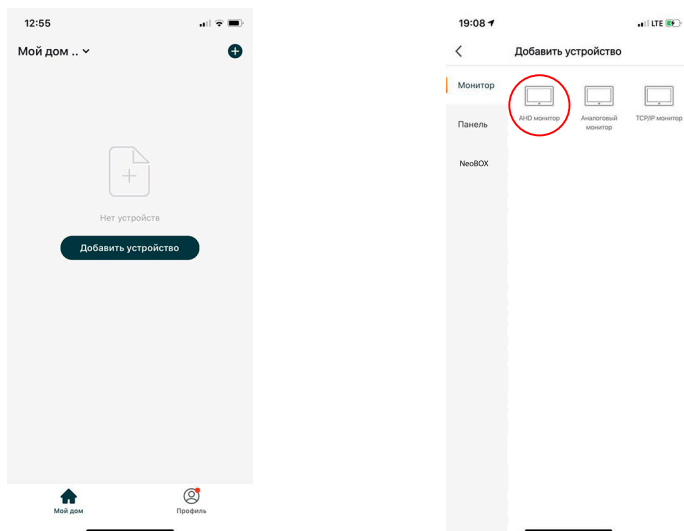 12:55
Мой дом ..
Нет устройств
Добавить устройство
Мой дом
Профиль
19:08
LTE
Добавить устройство
Монитор
Панель
NeoBOX
AHD монитор
Аналоговый
монитор
TCP/IP монитор